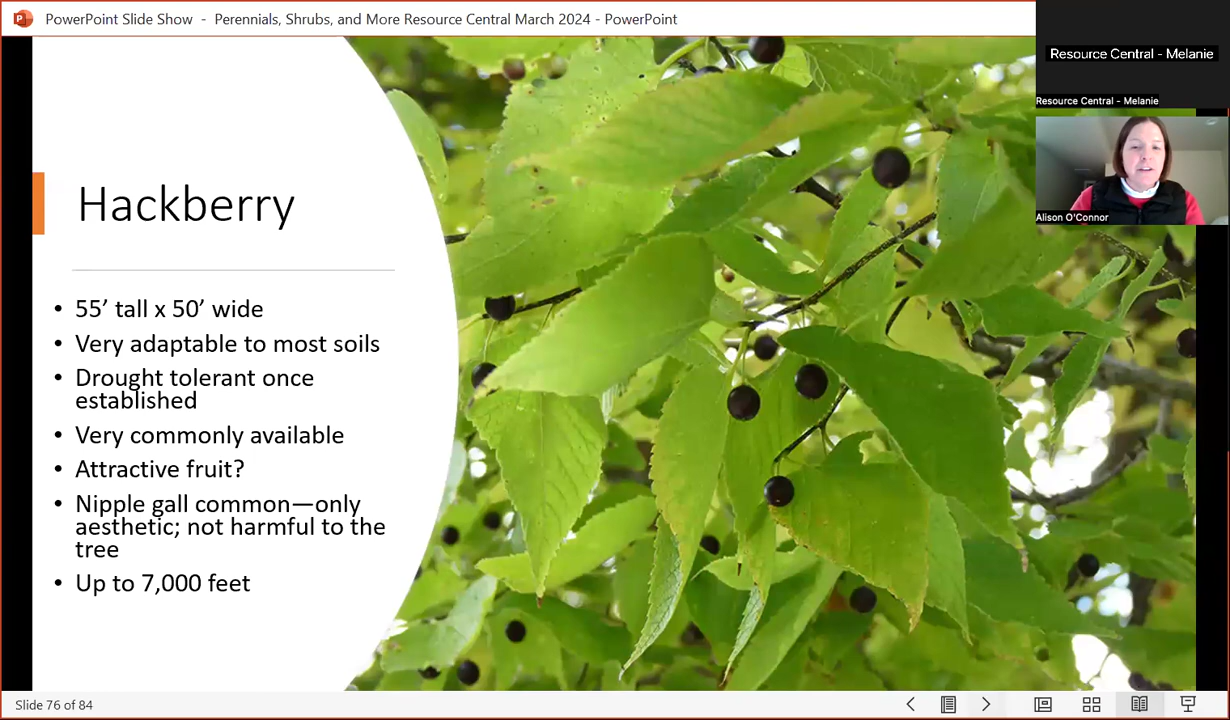 PowerPoint Slide Show - Perennials, Shrubs, and More Resource Central March 2024 - PowerPoint
Resource Central - Melanie
Resource Central - Melanie
Alison O'Connor
Hackberry
• 55’ tall x 50’ wide
• Very adaptable to most soils
• Drought tolerant once
established
• Very commonly available
• Attractive fruit?
• Nipple gall common—only
aesthetic; not harmful to the
tree
• Up to 7,000 feet
Slide 76 of 84